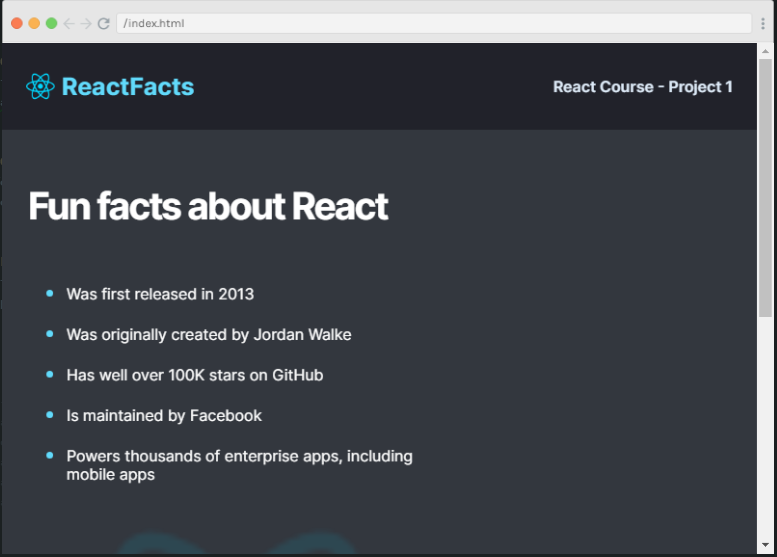 /index.html
ReactFacts
React Course - Project 1
Fun facts about React
Was first released in 2013
Was originally created by Jordan Walke
Has well over 100K stars on GitHub
Is maintained by Facebook
Powers thousands of enterprise apps, including
mobile apps